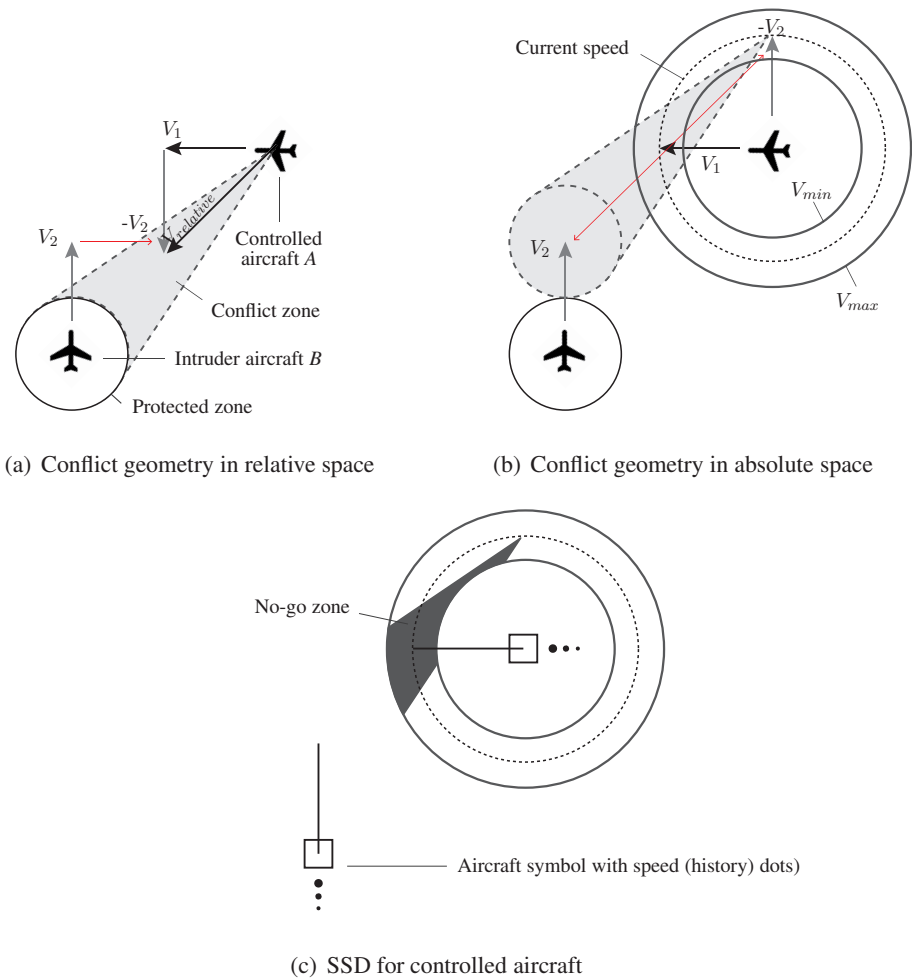 -V2
Current speed
V1
V1
Vrelative
-V2
V2
Controlled
aircraft A
Vmin
V2
Conflict zone
Vmax
Intruder aircraft B
Protected zone
(a) Conflict geometry in relative space
(b) Conflict geometry in absolute space
No-go zone
Aircraft symbol with speed (history) dots)
(c) SSD for controlled aircraft